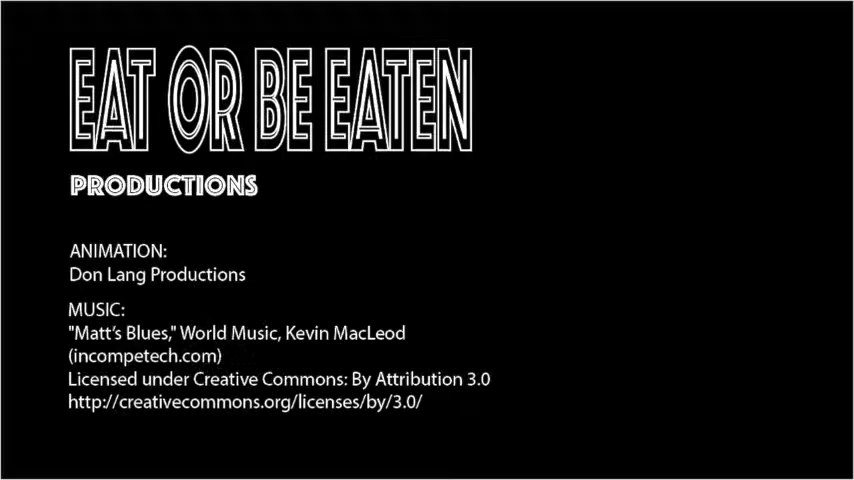 EAT OR BE EATEN
PRODUCTIONS
ANIMATION:
Don Lang Productions
MUSIC:
"Matt’s Blues," World Music, Kevin MacLeod
(incompetech.com)
Licensed under Creative Commons: By Attribution 3.0
http://creativecommons.org/licenses/by/3.0/